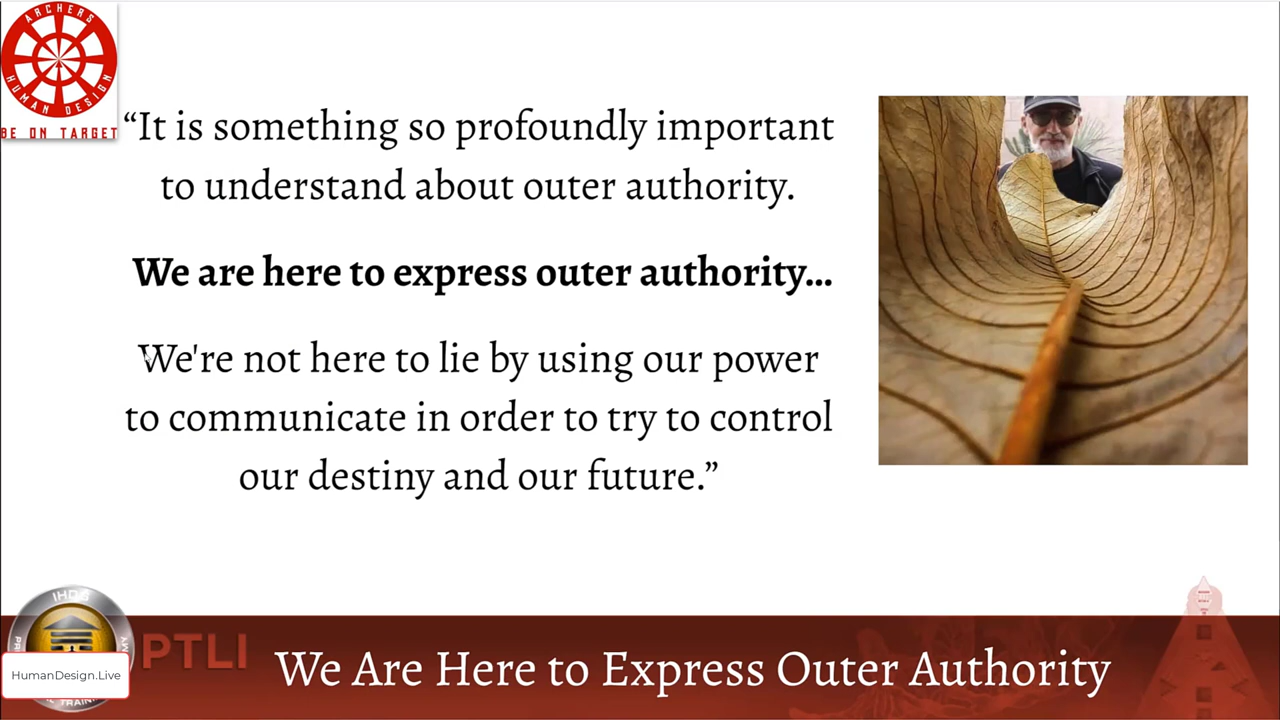 ARCHERS
HUMAN DESIGN
BE ON TARGET
“It is something so profoundly important
to understand about outer authority.
We are here to express outer authority...
We're not here to lie by using our power
to communicate in order to try to control
our destiny and our future.”
IHDS
PTLI
HumanDesign.Live
We Are Here to Express Outer Authority